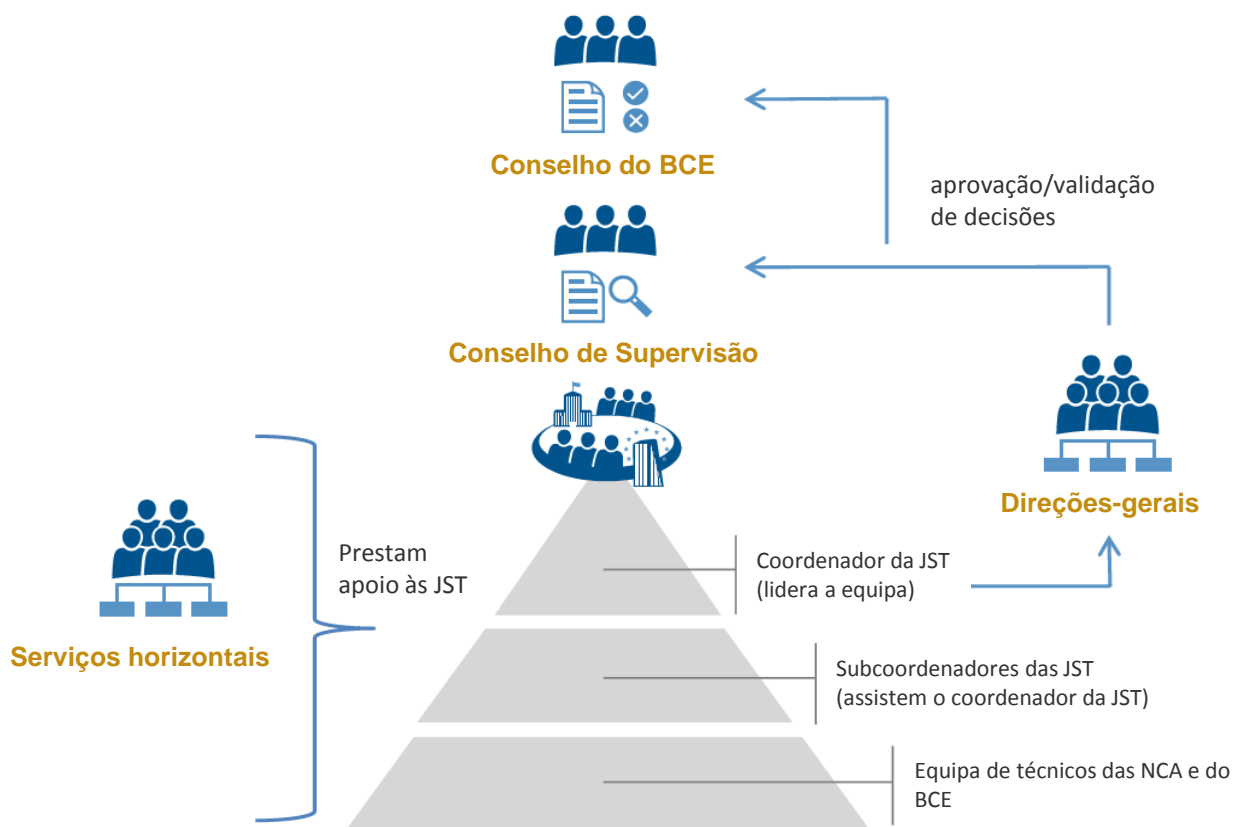 Conselho do BCE
aprovação/validação
de decisões
Conselho de Supervisão
Direções-gerais
Prestam
apoio às JST
Serviços horizontais
Coordenador da JST
(lidera a equipa)
Subcoordenadores das JST
(assistem o coordenador da JST)
Equipa de técnicos das NCA e do
BCE